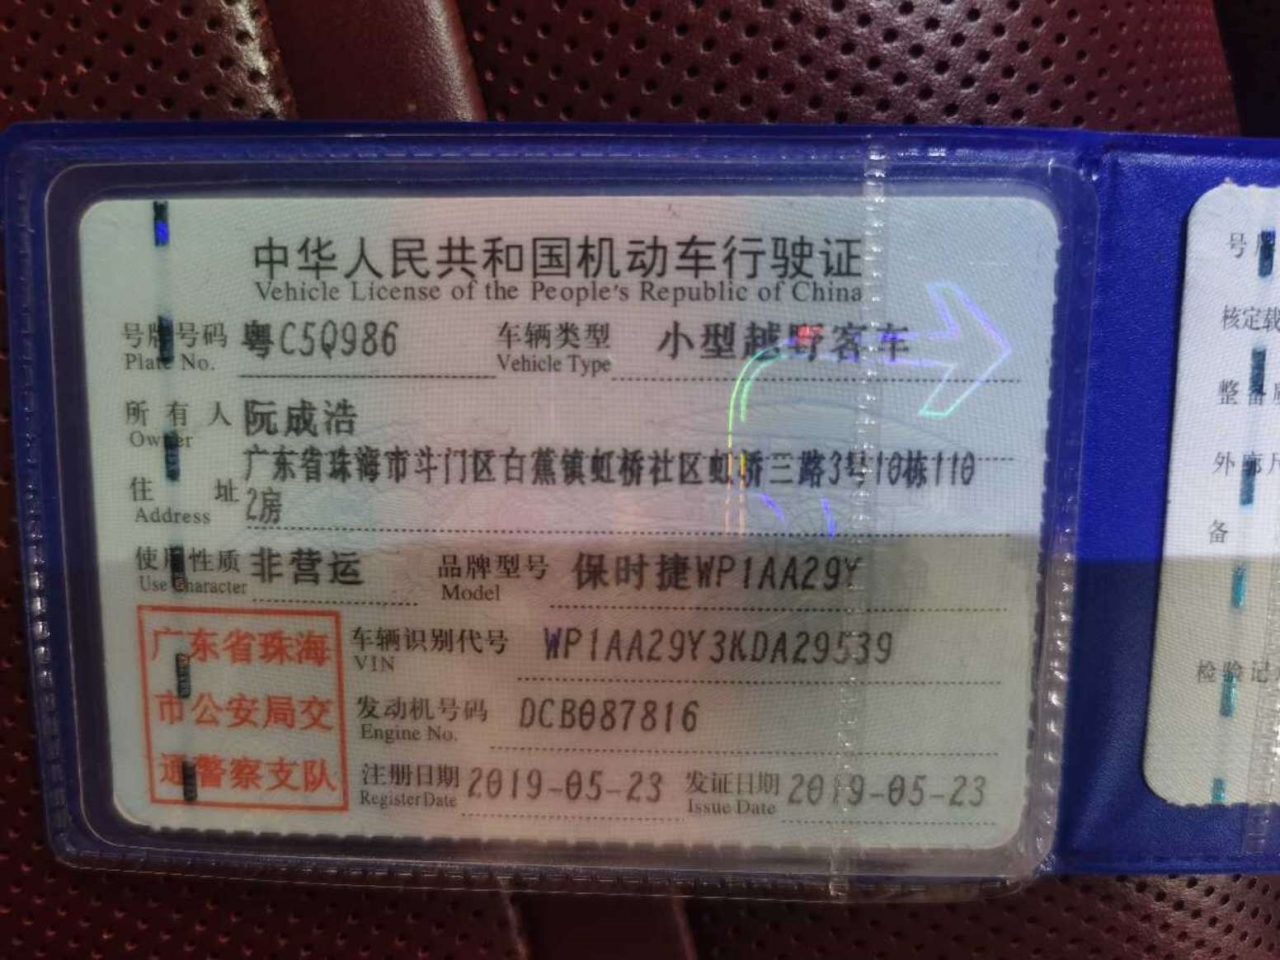 中华人民共和国机动车行驶证
Vehicle License of the People's Republic of China
号牌号码 粤C5Q986 车辆类型 小型越野客车
Plate No. Vehicle Type
所有人 阮成浩
Owner
住址 广东省珠海市斗门区白蕉镇虹桥社区虹桥三路3号10栋110
Address 2房
使用性质 非营运 品牌型号 保时捷WP1AA29Y
Use Character Model
广东省珠海
市公安局交
通警察支队
车辆识别代号 WP1AA29Y3KDA29539
VIN
发动机号码 DCB087816
Engine No.
注册日期 2019-05-23 发证日期 2019-05-23
Register Date Issue Date
号
核定载
整备
外廓尺
备
检验记